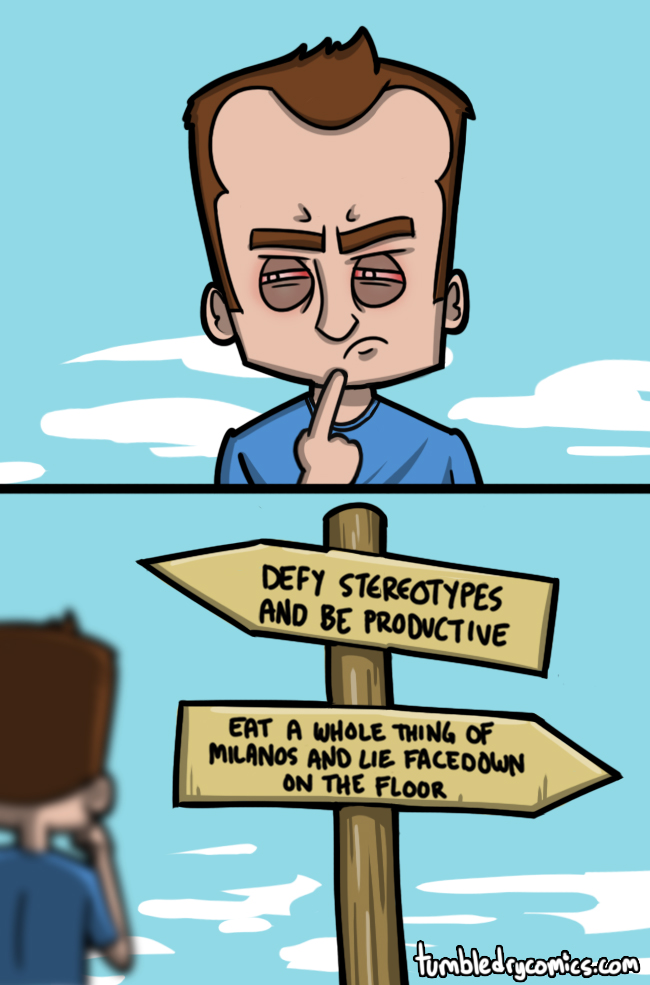 DEFY STEREOTYPES
AND BE PRODUCTIVE
EAT A WHOLE THING OF
MILANOS AND LIE FACEDOWN
ON THE FLOOR
tumbledrycomics.com